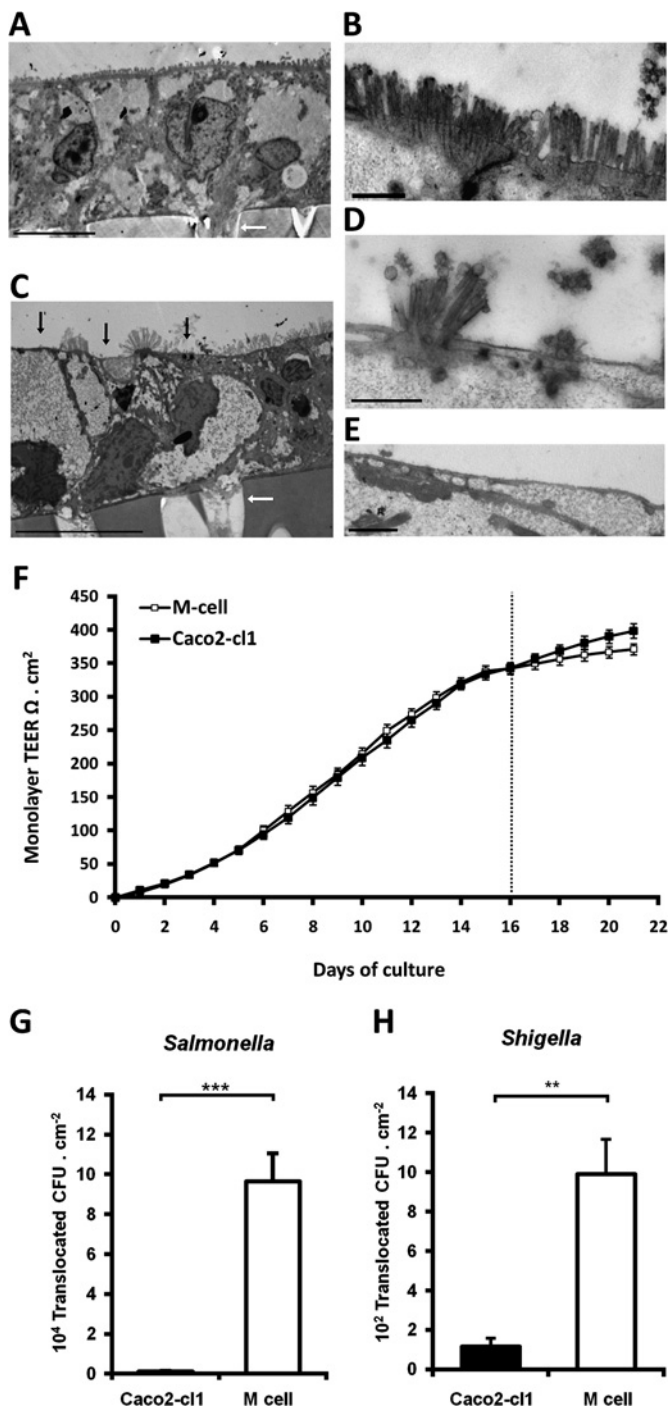 A
B
C
D
E
F
450
400
350
300
250
200
150
100
50
0
M-cell
Caco2-cl1
Monolayer TEER Ω . cm²
0 2 4 6 8 10 12 14 16 18 20 22
Days of culture
G
Salmonella
***
14
12
10
8
6
4
2
0
10⁴ Translocated CFU . cm⁻²
Caco2-cl1 M cell
H
Shigella
**
14
12
10
8
6
4
2
0
10² Translocated CFU . cm⁻²
Caco2-cl1 M cell